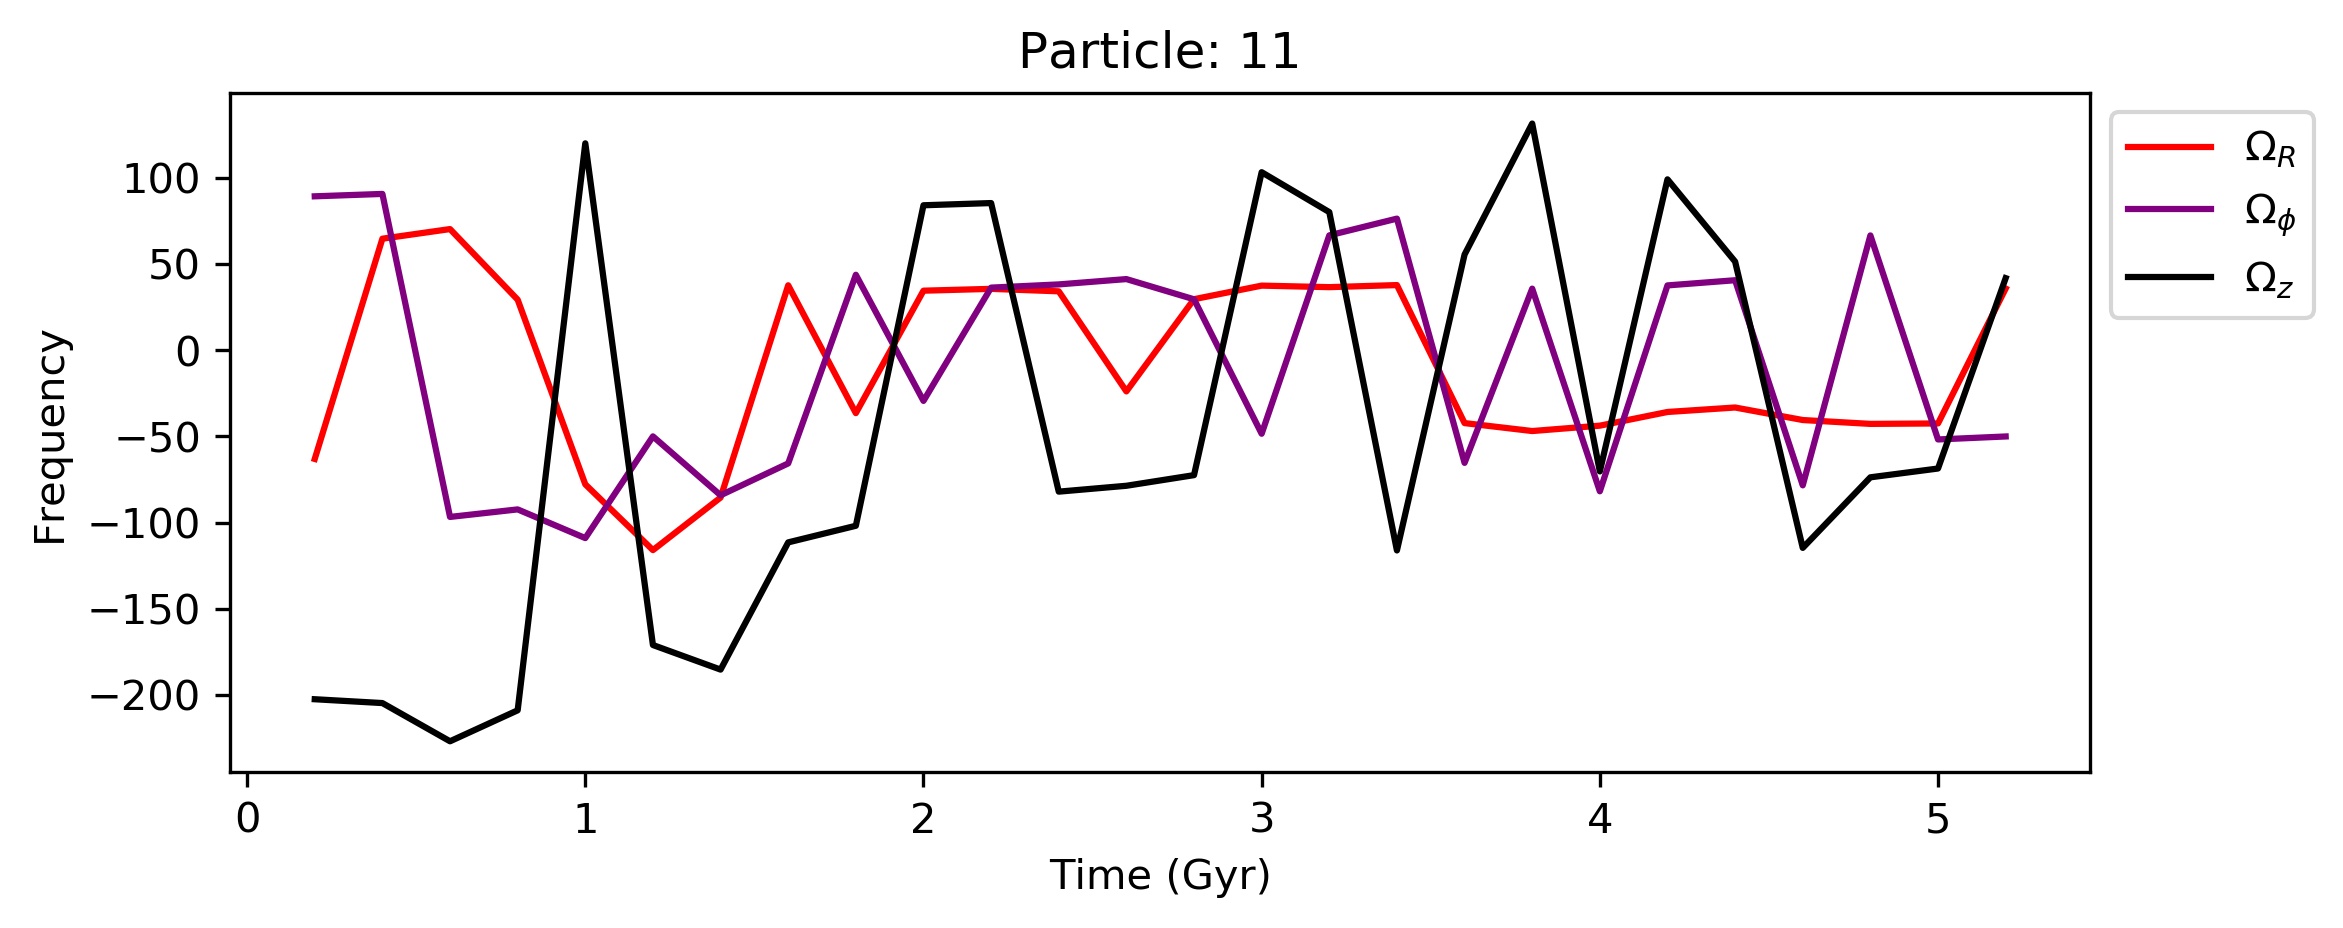 Particle: 11
Ω_R
Ω_ϕ
Ω_z
100
50
0
−50
−100
−150
−200
Frequency
0 1 2 3 4 5
Time (Gyr)